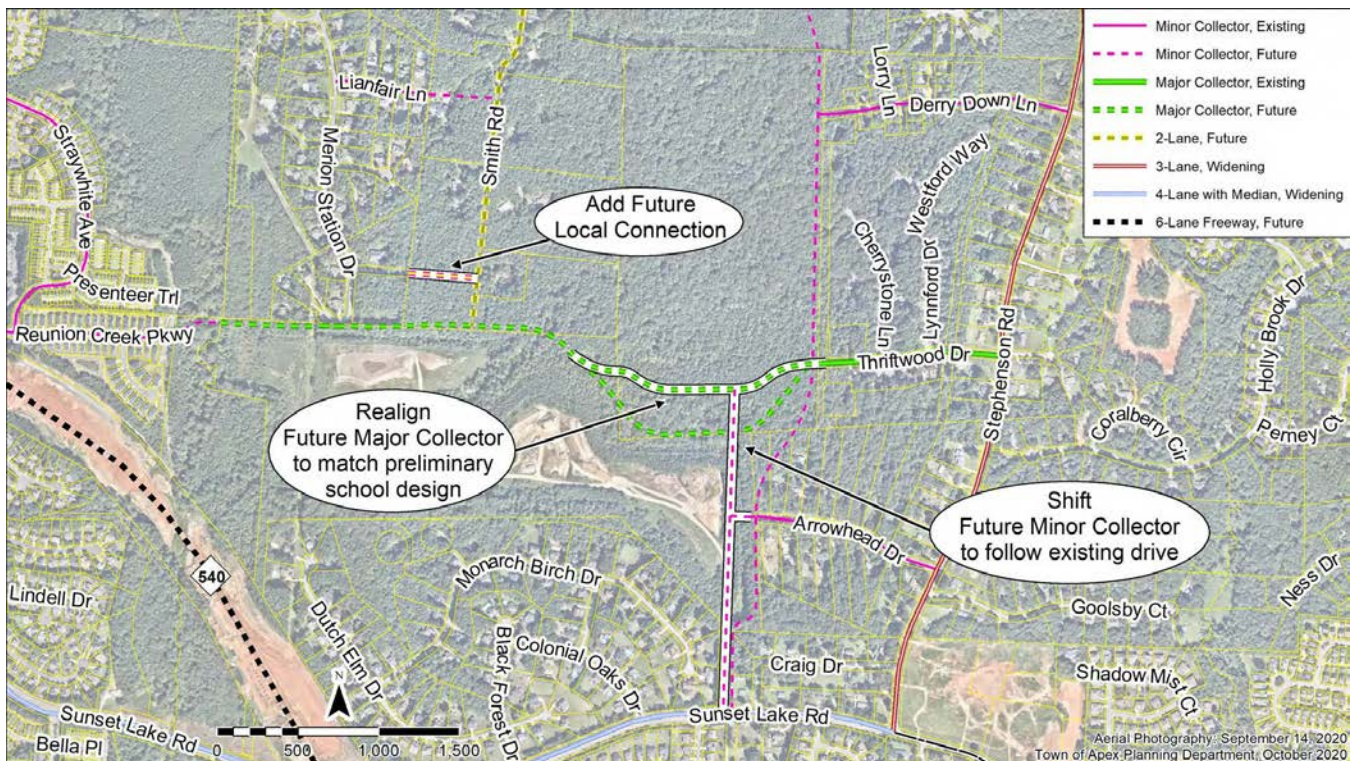 Minor Collector, Existing
Minor Collector, Future
Major Collector, Existing
Major Collector, Future
2-Lane, Future
3-Lane, Widening
4-Lane with Median, Widening
6-Lane Freeway, Future
Lianfair Ln
Merion Station Dr
Smith Rd
Lorry Ln
Derry Down Ln
Straywhite Ave
Presenteer Trl
Reunion Creek Pkwy
Add Future
Local Connection
Cherrystone Ln
Westford Way
Lynnford Dr
Thriftwood Dr
Stephenson Rd
Holly Brook Dr
Coralberry Cir
Perney Ct
Realign
Future Major Collector
to match preliminary
school design
Shift
Future Minor Collector
to follow existing drive
Arrowhead Dr
540
Lindell Dr
Monarch Birch Dr
Dutch Elm Dr
Black Forest Dr
Colonial Oaks Dr
Craig Dr
Goolsby Ct
Ness Dr
Shadow Mist Ct
Sunset Lake Rd
Sunset Lake Rd
Bella Pl
N
0 500 1,000 1,500
Aerial Photography: September 14, 2020
Town of Apex Planning Department, October 2020